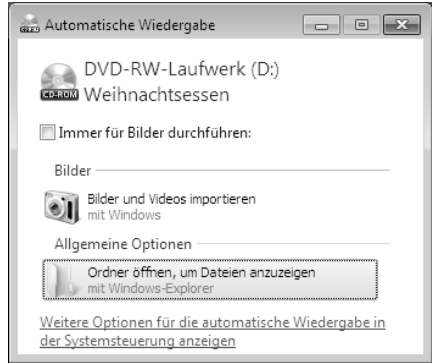 Automatische Wiedergabe
DVD-RW-Laufwerk (D:)
CD-ROM Weihnachtsessen
Immer für Bilder durchführen:
Bilder
Bilder und Videos importieren
mit Windows
Allgemeine Optionen
Ordner öffnen, um Dateien anzuzeigen
mit Windows-Explorer
Weitere Optionen für die automatische Wiedergabe in
der Systemsteuerung anzeigen